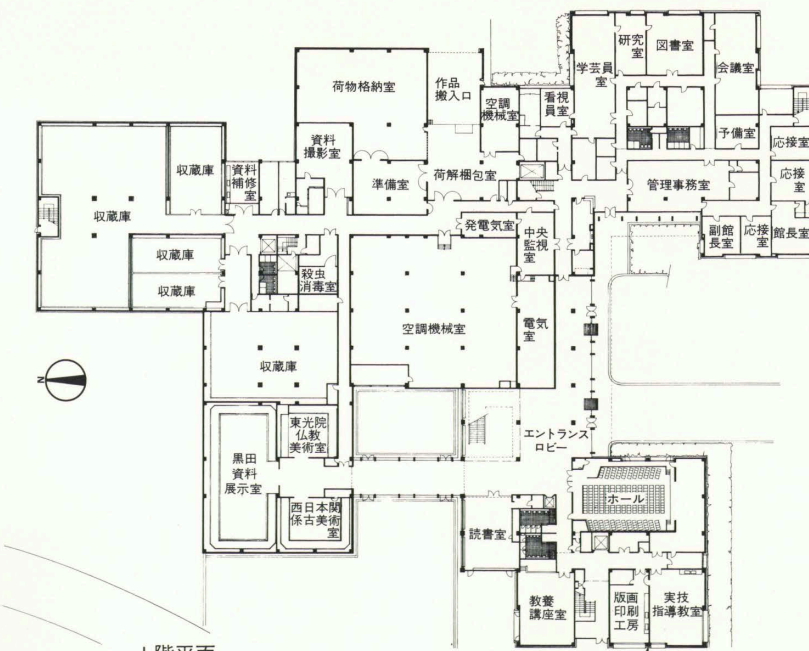 研究室
図書室
学芸員
室
会議室
荷物格納室
作品
搬入口
空調
機械室
看視
員室
予備室
資料
撮影室
応接室
収蔵庫
資料
補修
室
準備室
荷解梱包室
管理事務室
応接
室
収蔵庫
発電気室
中央
監視
室
副館
長室
応接
室
館長室
収蔵庫
収蔵庫
殺虫
消毒室
空調機械室
電気
室
収蔵庫
N
エントランス
ロビー
東光院
仏教
美術室
黒田
資料
展示室
西日本関
係古美術
室
ホール
読書室
教養
講座室
版画
印刷
工房
実技
指導教室
階平面